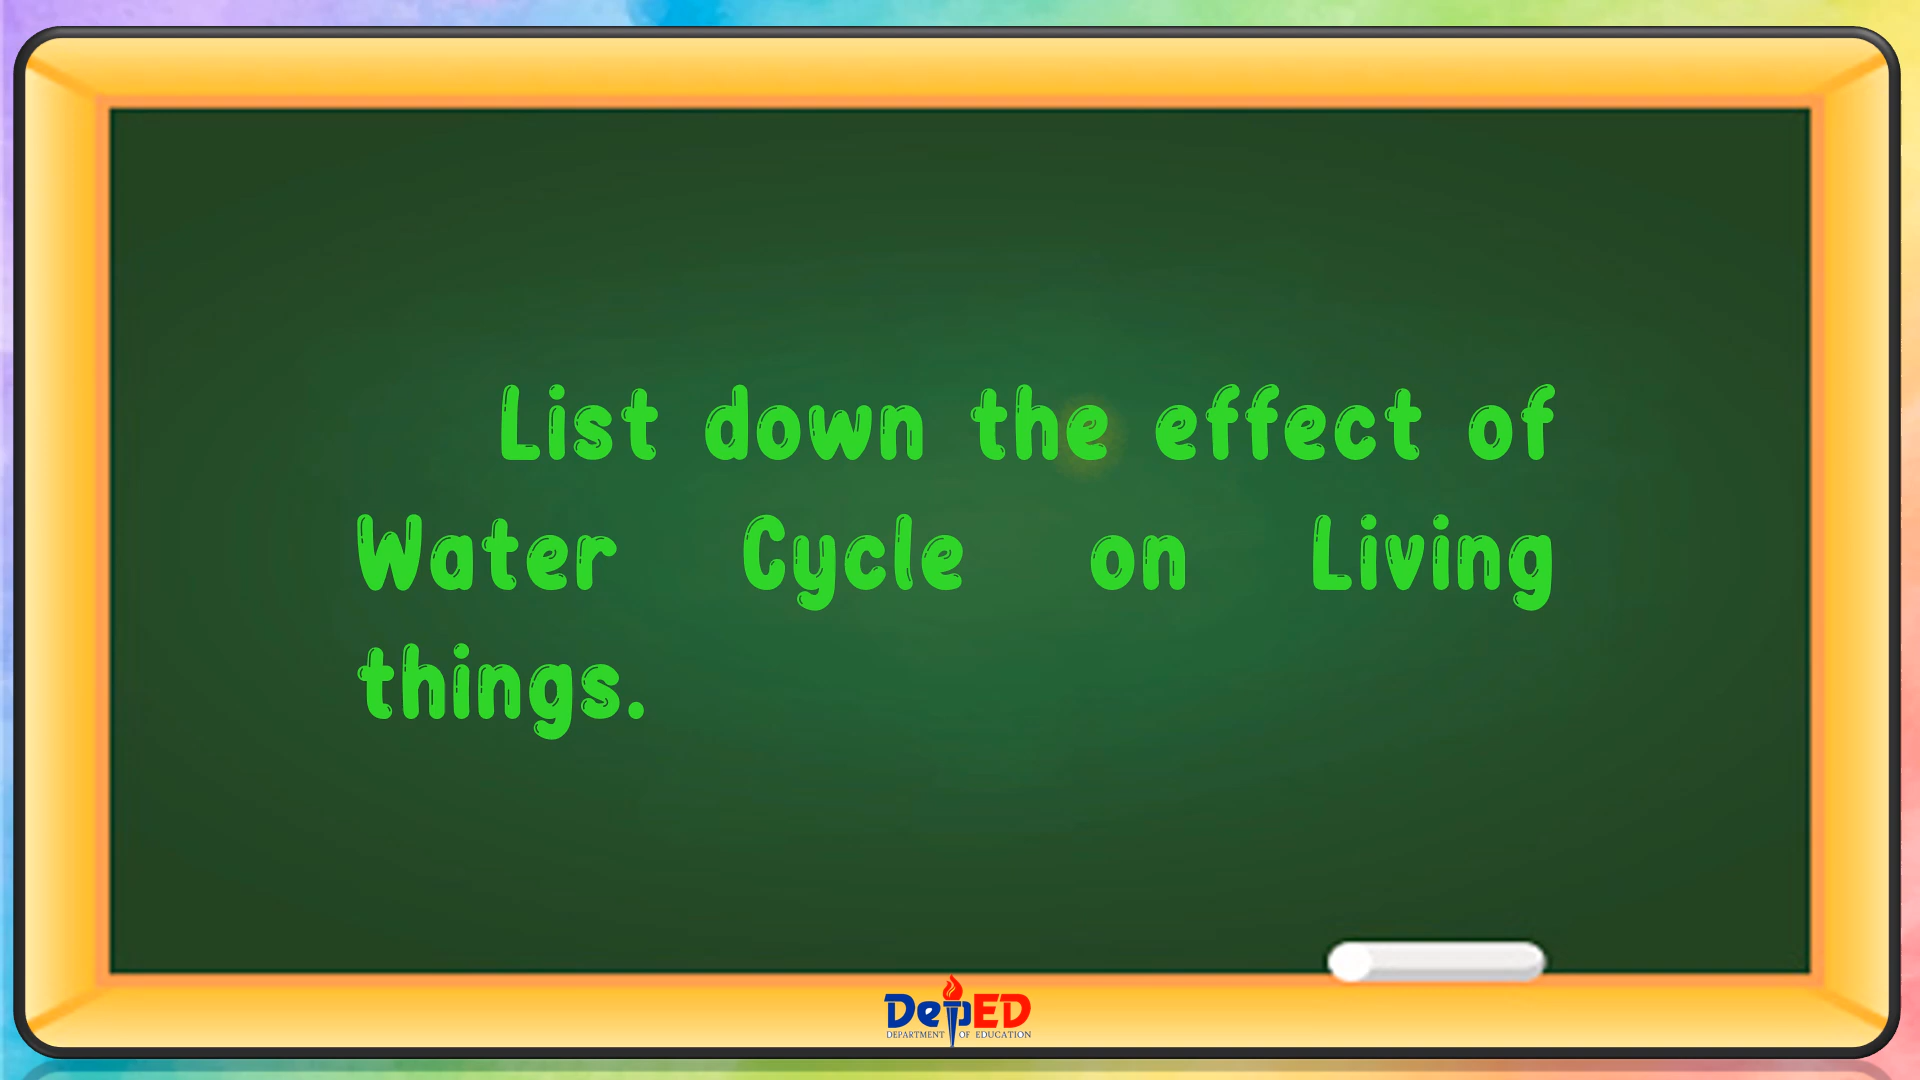 List down the effect of
Water Cycle on Living
things.
DepED
DEPARTMENT OF EDUCATION